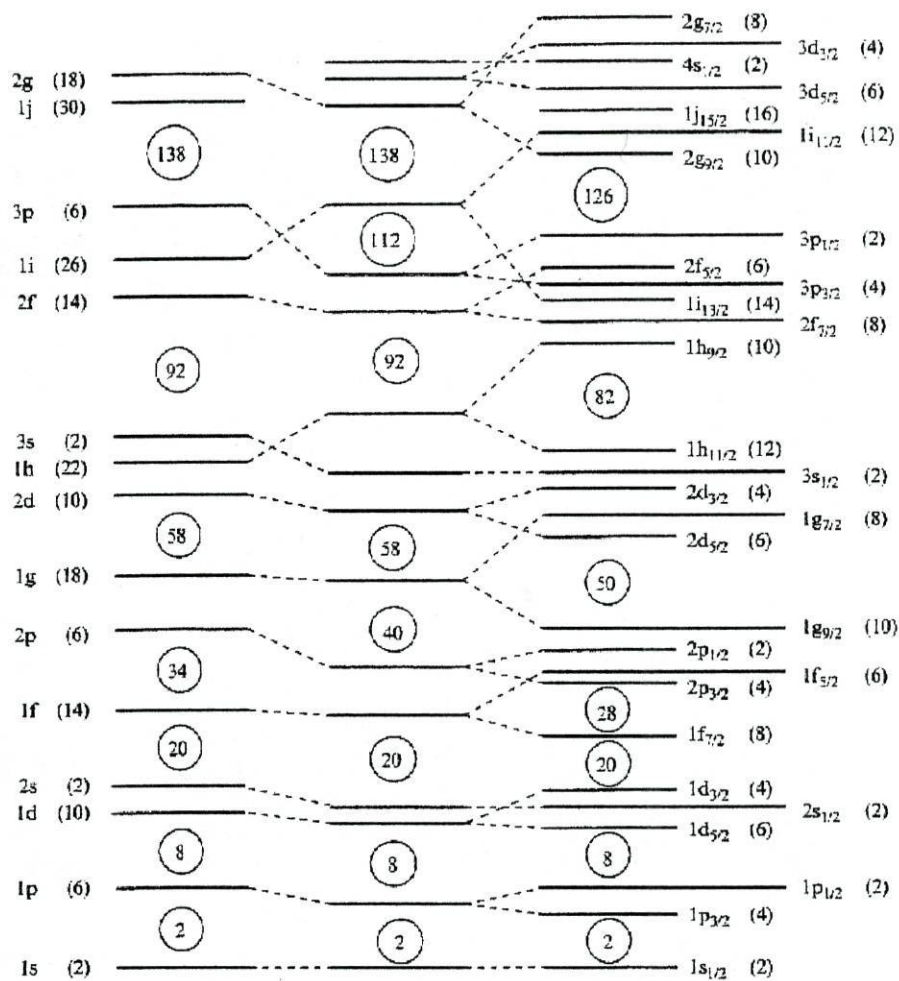 2g₇/₂ (8)
3d₃/₂ (4)
4s₁/₂ (2)
2g (18)
3d₅/₂ (6)
1j (30)
1j₁₅/₂ (16)
1i₁₁/₂ (12)
138 138 2g₉/₂ (10)
126
3p (6)
112 3p₁/₂ (2)
1i (26) 2f₅/₂ (6)
3p₃/₂ (4)
2f (14) 1i₁₃/₂ (14)
2f₇/₂ (8)
1h₉/₂ (10)
92 92
82
3s (2)
1h (22) 1h₁₁/₂ (12)
3s₁/₂ (2)
2d (10) 2d₃/₂ (4)
1g₇/₂ (8)
58 58 2d₅/₂ (6)
1g (18) 50
2p (6) 40 1g₉/₂ (10)
2p₁/₂ (2)
34 1f₅/₂ (6)
2p₃/₂ (4)
1f (14) 28
1f₇/₂ (8)
20 20 20
2s (2) 1d₃/₂ (4)
1d (10) 2s₁/₂ (2)
1d₅/₂ (6)
8 8 8
1p (6) 1p₁/₂ (2)
1p₃/₂ (4)
2 2 2
1s (2) 1s₁/₂ (2)